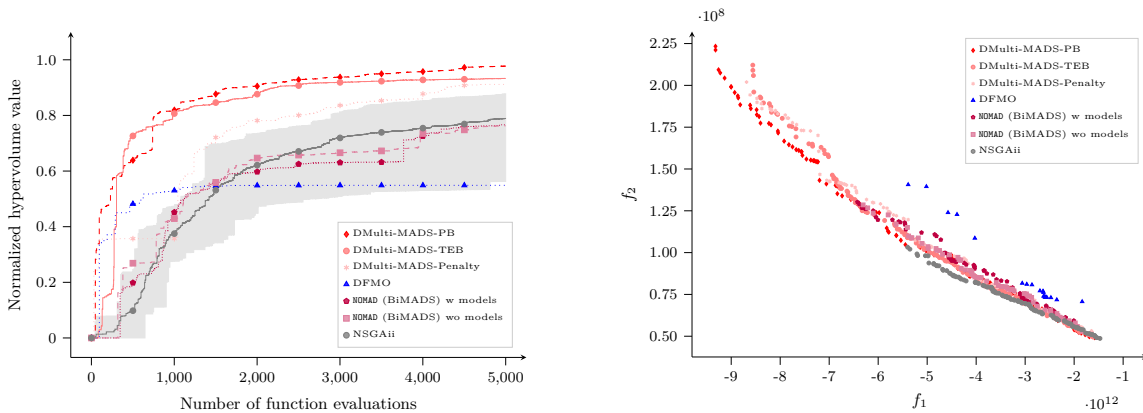 1.0
0.8
0.6
0.4
0.2
0
0
1,000
2,000
3,000
4,000
5,000
Normalized hypervolume value
Number of function evaluations
DMulti-MADS-PB
DMulti-MADS-TEB
DMulti-MADS-Penalty
DFMO
NOMAD (BiMADS) w models
NOMAD (BiMADS) wo models
NSGAii
·10⁸
2.25
2.00
1.75
1.50
1.25
1.00
0.75
0.50
f₂
-9
-8
-7
-6
-5
-4
-3
-2
-1
f₁
·10¹²
DMulti-MADS-PB
DMulti-MADS-TEB
DMulti-MADS-Penalty
DFMO
NOMAD (BiMADS) w models
NOMAD (BiMADS) wo models
NSGAii